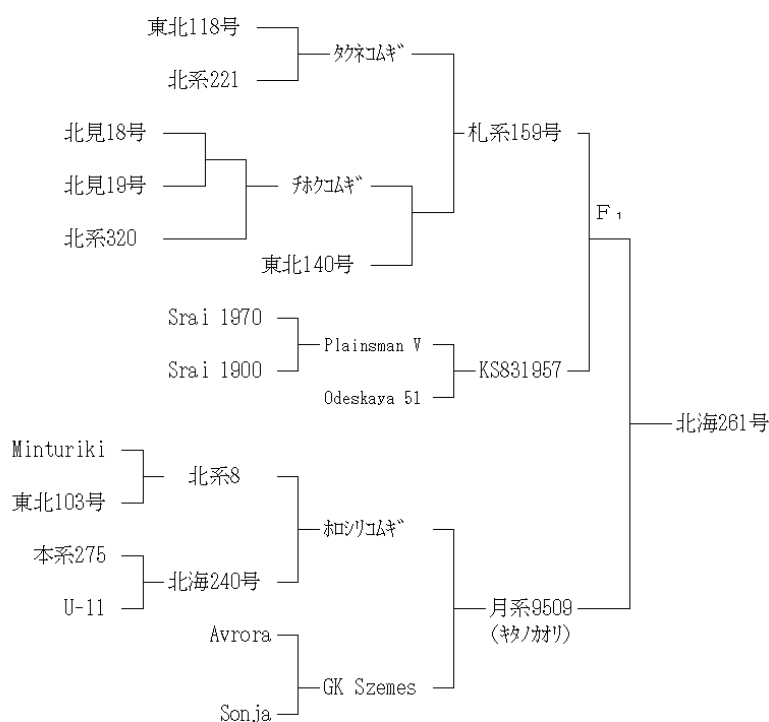 東北118号
ﾀｸﾈｺﾑｷﾞ
北系221
北見18号
札系159号
北見19号
ﾁﾎｸｺﾑｷﾞ
F₁
北系320
東北140号
Srai 1970
Plainsman V
Srai 1900
KS831957
Odeskaya 51
北海261号
Minturiki
北系8
東北103号
ﾎﾛｼﾘｺﾑｷﾞ
本系275
北海240号
U-11
月系9509
(ｷﾀﾉｶｵﾘ)
Avrora
GK Szemes
Sonja